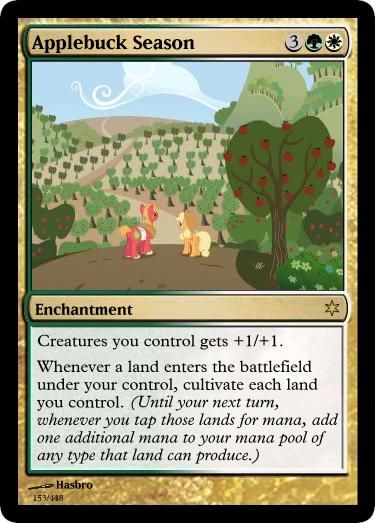 Applebuck Season 3
Enchantment
Creatures you control gets +1/+1.
Whenever a land enters the battlefield
under your control, cultivate each land
you control. (Until your next turn,
whenever you tap those lands for mana, add
one additional mana to your mana pool of
any type that land can produce.)
Hasbro
153/448